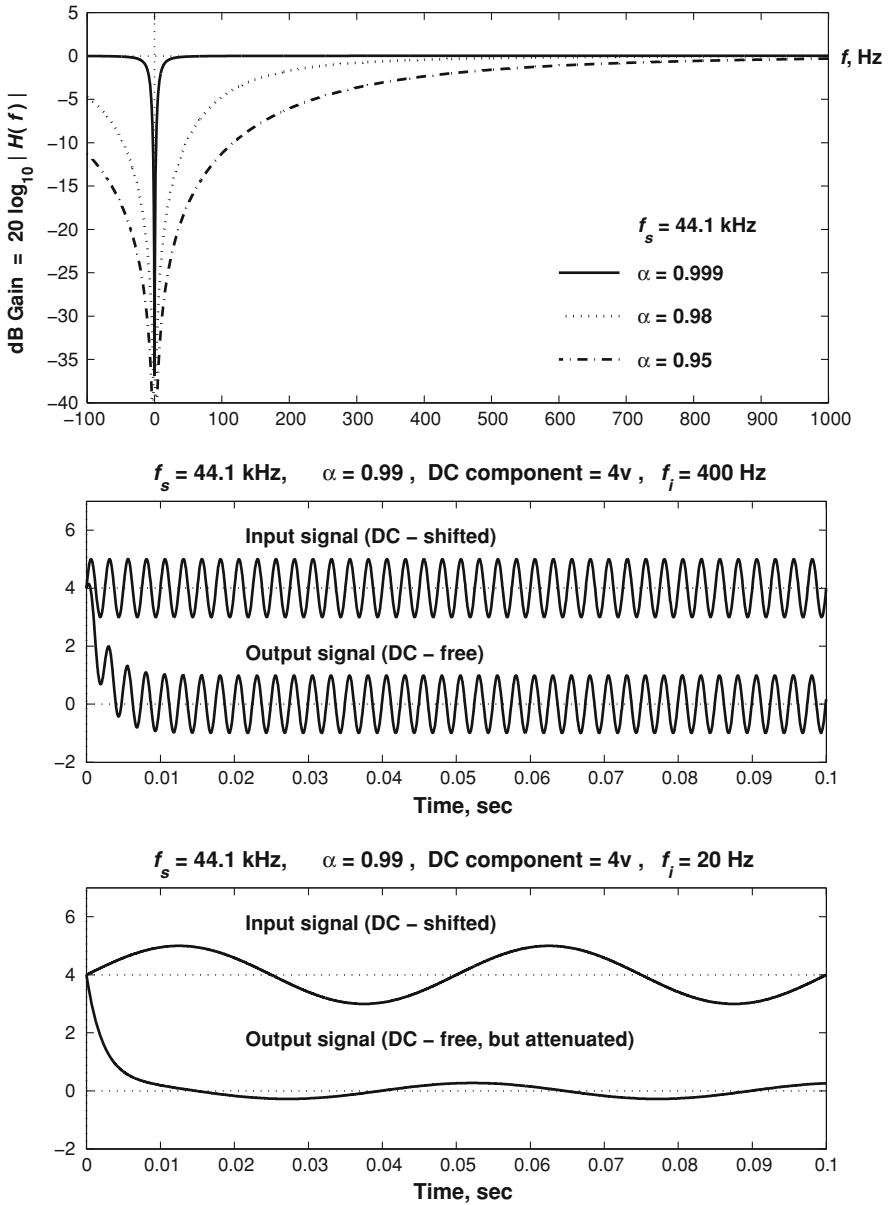 5
0
−5
−10
−15
−20
−25
−30
−35
−40
dB Gain = 20 log10 | H( f ) |
f, Hz
fs = 44.1 kHz
α = 0.999
α = 0.98
α = 0.95
−100 0 100 200 300 400 500 600 700 800 900 1000
fs = 44.1 kHz, α = 0.99 , DC component = 4v , fi = 400 Hz
6
4
2
0
−2
Input signal (DC − shifted)
Output signal (DC − free)
0 0.01 0.02 0.03 0.04 0.05 0.06 0.07 0.08 0.09 0.1
Time, sec
fs = 44.1 kHz, α = 0.99 , DC component = 4v , fi = 20 Hz
6
4
2
0
−2
Input signal (DC − shifted)
Output signal (DC − free, but attenuated)
0 0.01 0.02 0.03 0.04 0.05 0.06 0.07 0.08 0.09 0.1
Time, sec